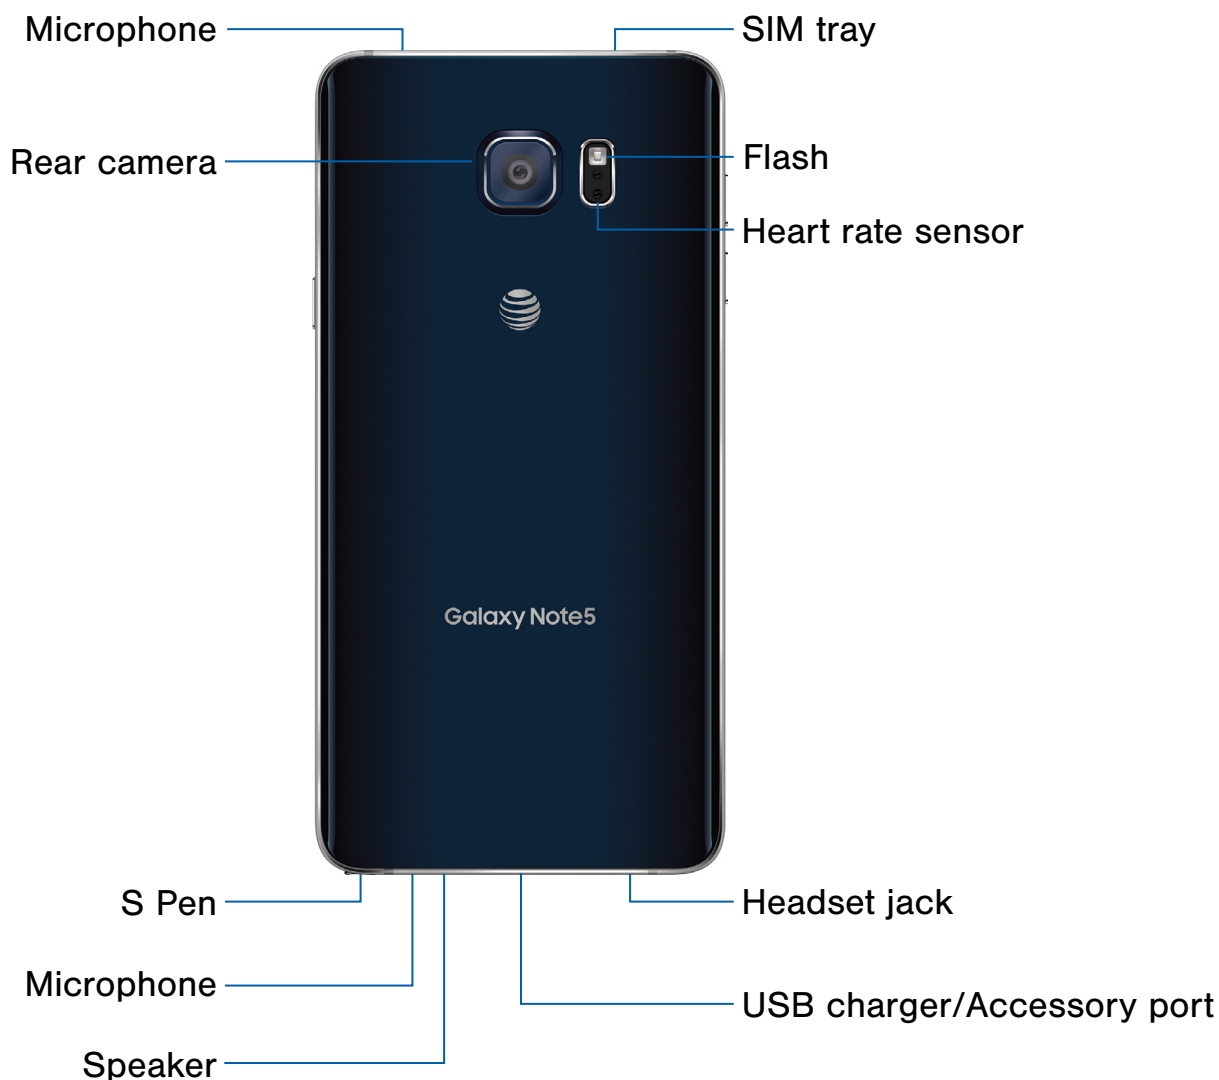 Microphone
SIM tray
Rear camera
Flash
Heart rate sensor
Galaxy Note5
S Pen
Headset jack
Microphone
USB charger/Accessory port
Speaker